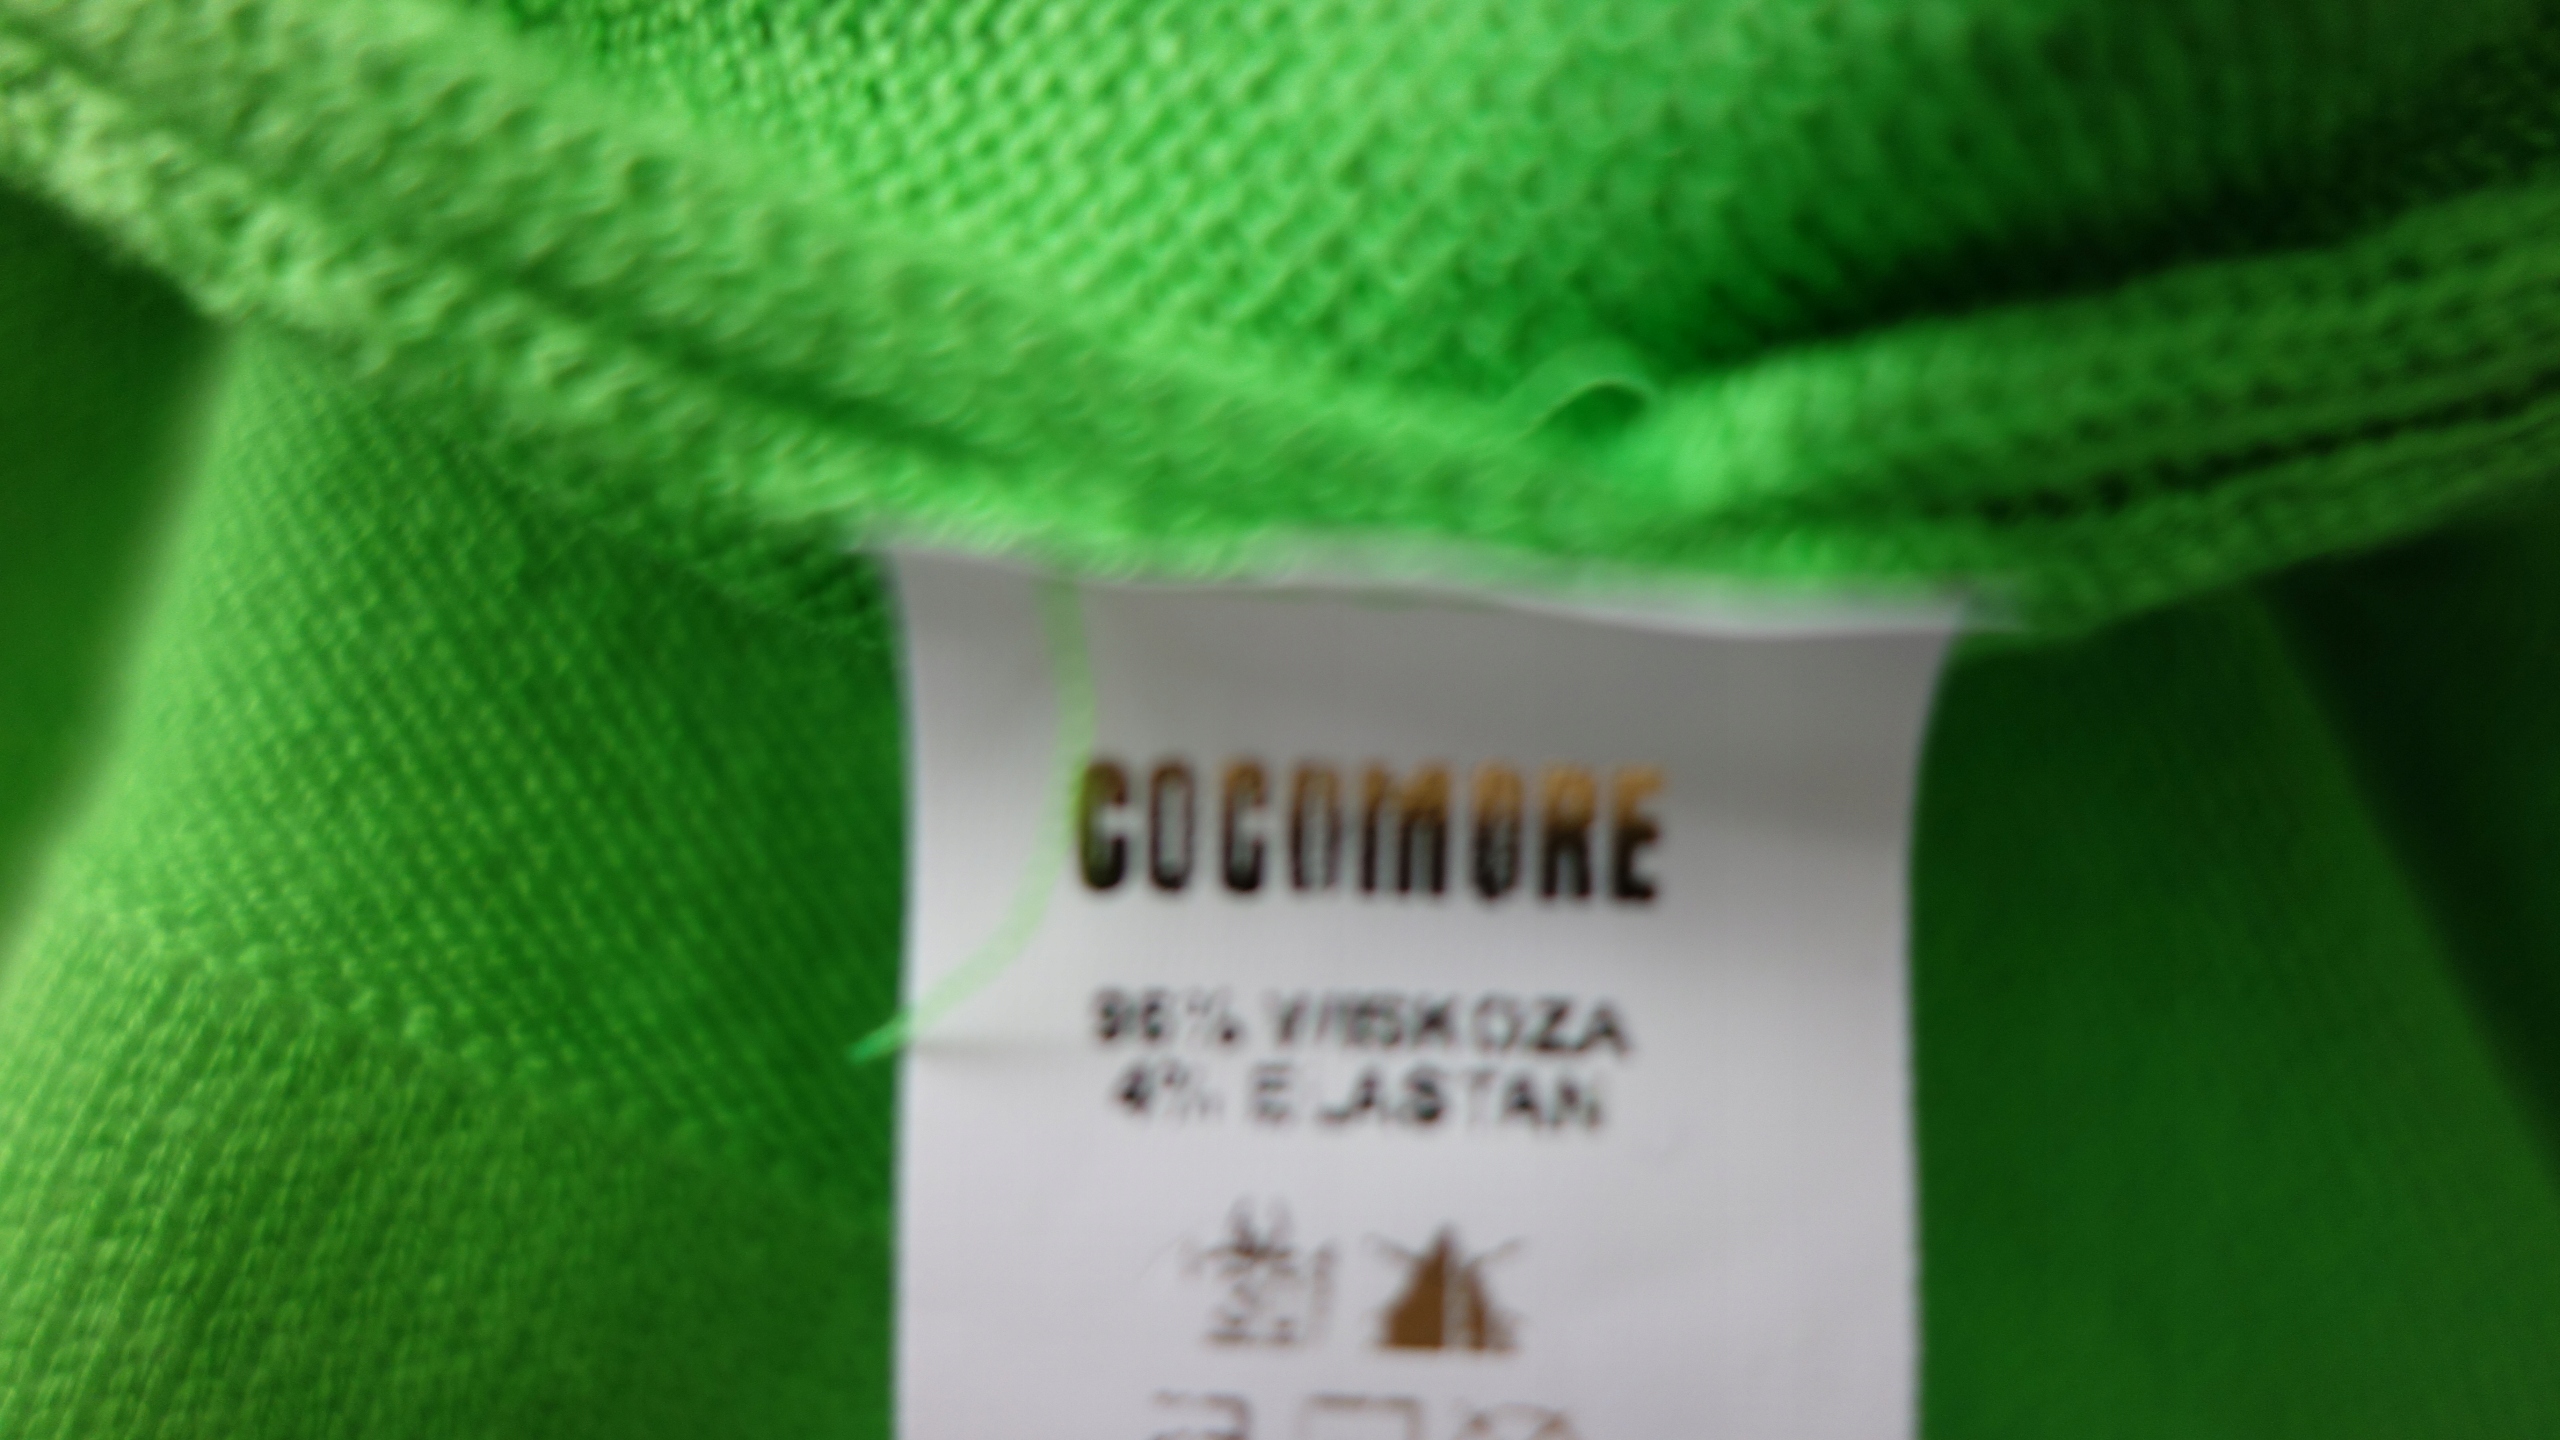 COCOMORE
96% WISKOZA
4% ELASTAN